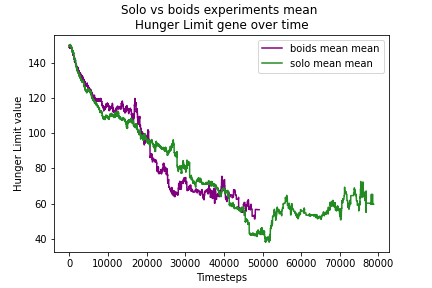 Solo vs boids experiments mean
Hunger Limit gene over time
boids mean mean
solo mean mean
Hunger Limit value
140
120
100
80
60
40
0 10000 20000 30000 40000 50000 60000 70000 80000
Timesteps